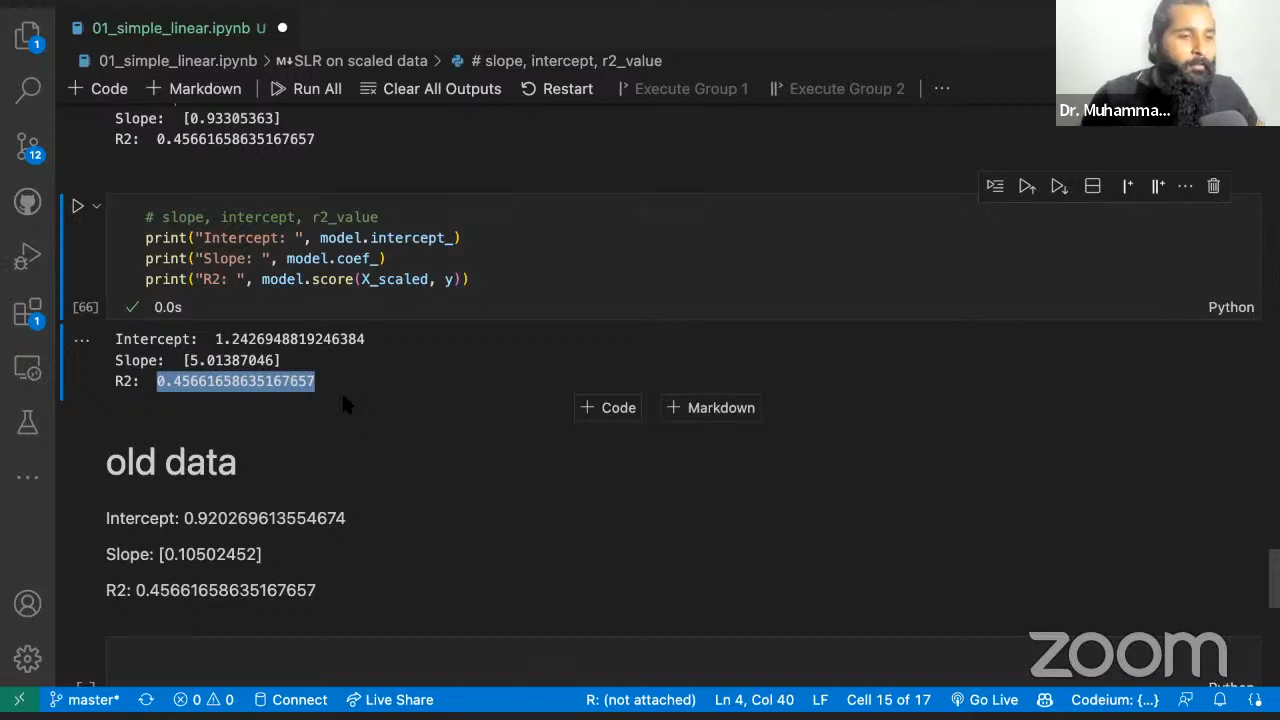 01_simple_linear.ipynb U
01_simple_linear.ipynb > M↓SLR on scaled data > # slope, intercept, r2_value
+ Code + Markdown Run All Clear All Outputs Restart Execute Group 1 Execute Group 2 ...
Dr. Muhamma...
Slope: [0.93305363]
R2: 0.45661658635167657
# slope, intercept, r2_value
print("Intercept: ", model.intercept_)
print("Slope: ", model.coef_)
print("R2: ", model.score(X_scaled, y))
[66] 0.0s Python
Intercept: 1.2426948819246384
Slope: [5.01387046]
R2: 0.45661658635167657
+ Code + Markdown
old data
Intercept: 0.920269613554674
Slope: [0.10502452]
R2: 0.45661658635167657
zoom
master* 0 0 Connect Live Share R: (not attached) Ln 4, Col 40 LF Cell 15 of 17 Go Live Codeium: {...}
1
12
1